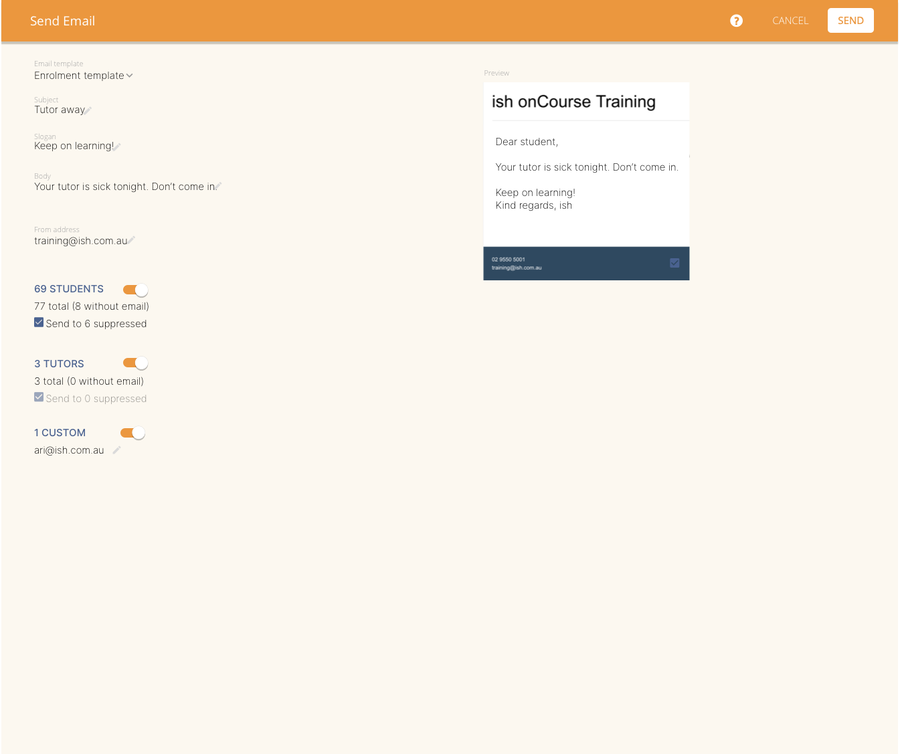 Send Email
?
CANCEL
SEND
Email template
Enrolment template
Subject
Tutor away
Slogan
Keep on learning!
Body
Your tutor is sick tonight. Don't come in.
From address
training@ish.com.au
69 STUDENTS
77 total (8 without email)
Send to 6 suppressed
3 TUTORS
3 total (0 without email)
Send to 0 suppressed
1 CUSTOM
ari@ish.com.au
Preview
ish onCourse Training
Dear student,
Your tutor is sick tonight. Don't come in.
Keep on learning!
Kind regards, ish
02 9550 5001
training@ish.com.au